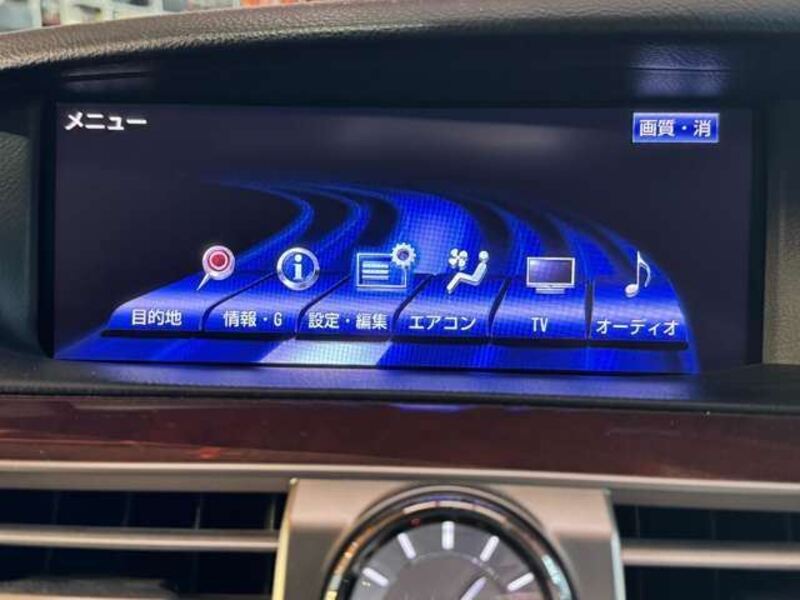 メニュー
画質・消
目的地
情報・G
設定・編集
エアコン
TV
オーディオ